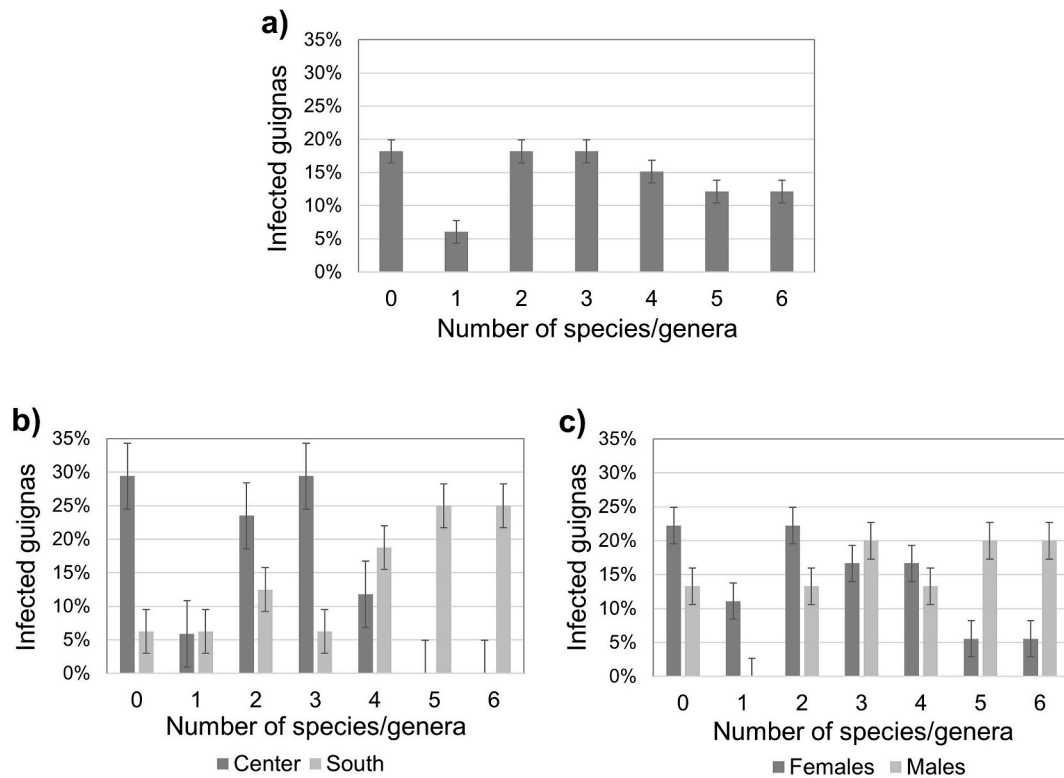 a)
Infected guignas
35%
30%
25%
20%
15%
10%
5%
0%
0 1 2 3 4 5 6
Number of species/genera
b)
Infected guignas
35%
30%
25%
20%
15%
10%
5%
0%
0 1 2 3 4 5 6
Number of species/genera
Center South
c)
Infected guignas
35%
30%
25%
20%
15%
10%
5%
0%
0 1 2 3 4 5 6
Number of species/genera
Females Males